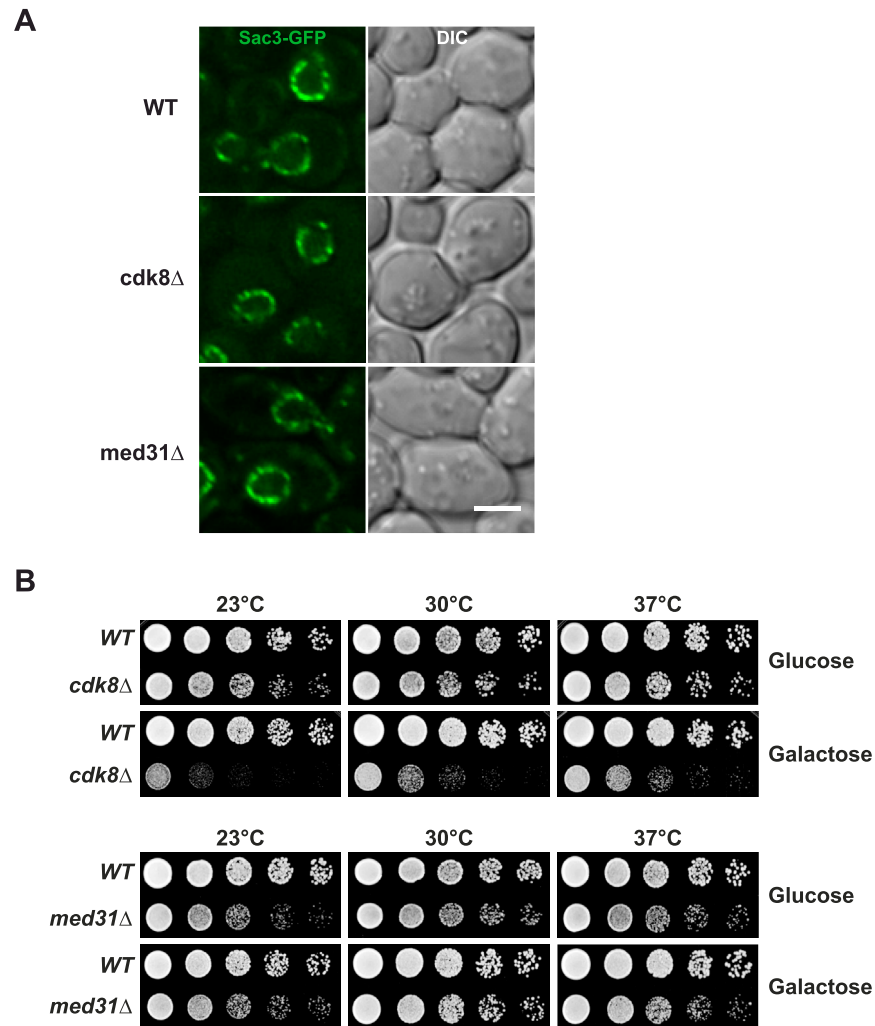 A
Sac3-GFP DIC
WT
cdk8Δ
med31Δ
B
23°C 30°C 37°C
WT
Glucose
cdk8Δ
WT
Galactose
cdk8Δ
23°C 30°C 37°C
WT
Glucose
med31Δ
WT
Galactose
med31Δ